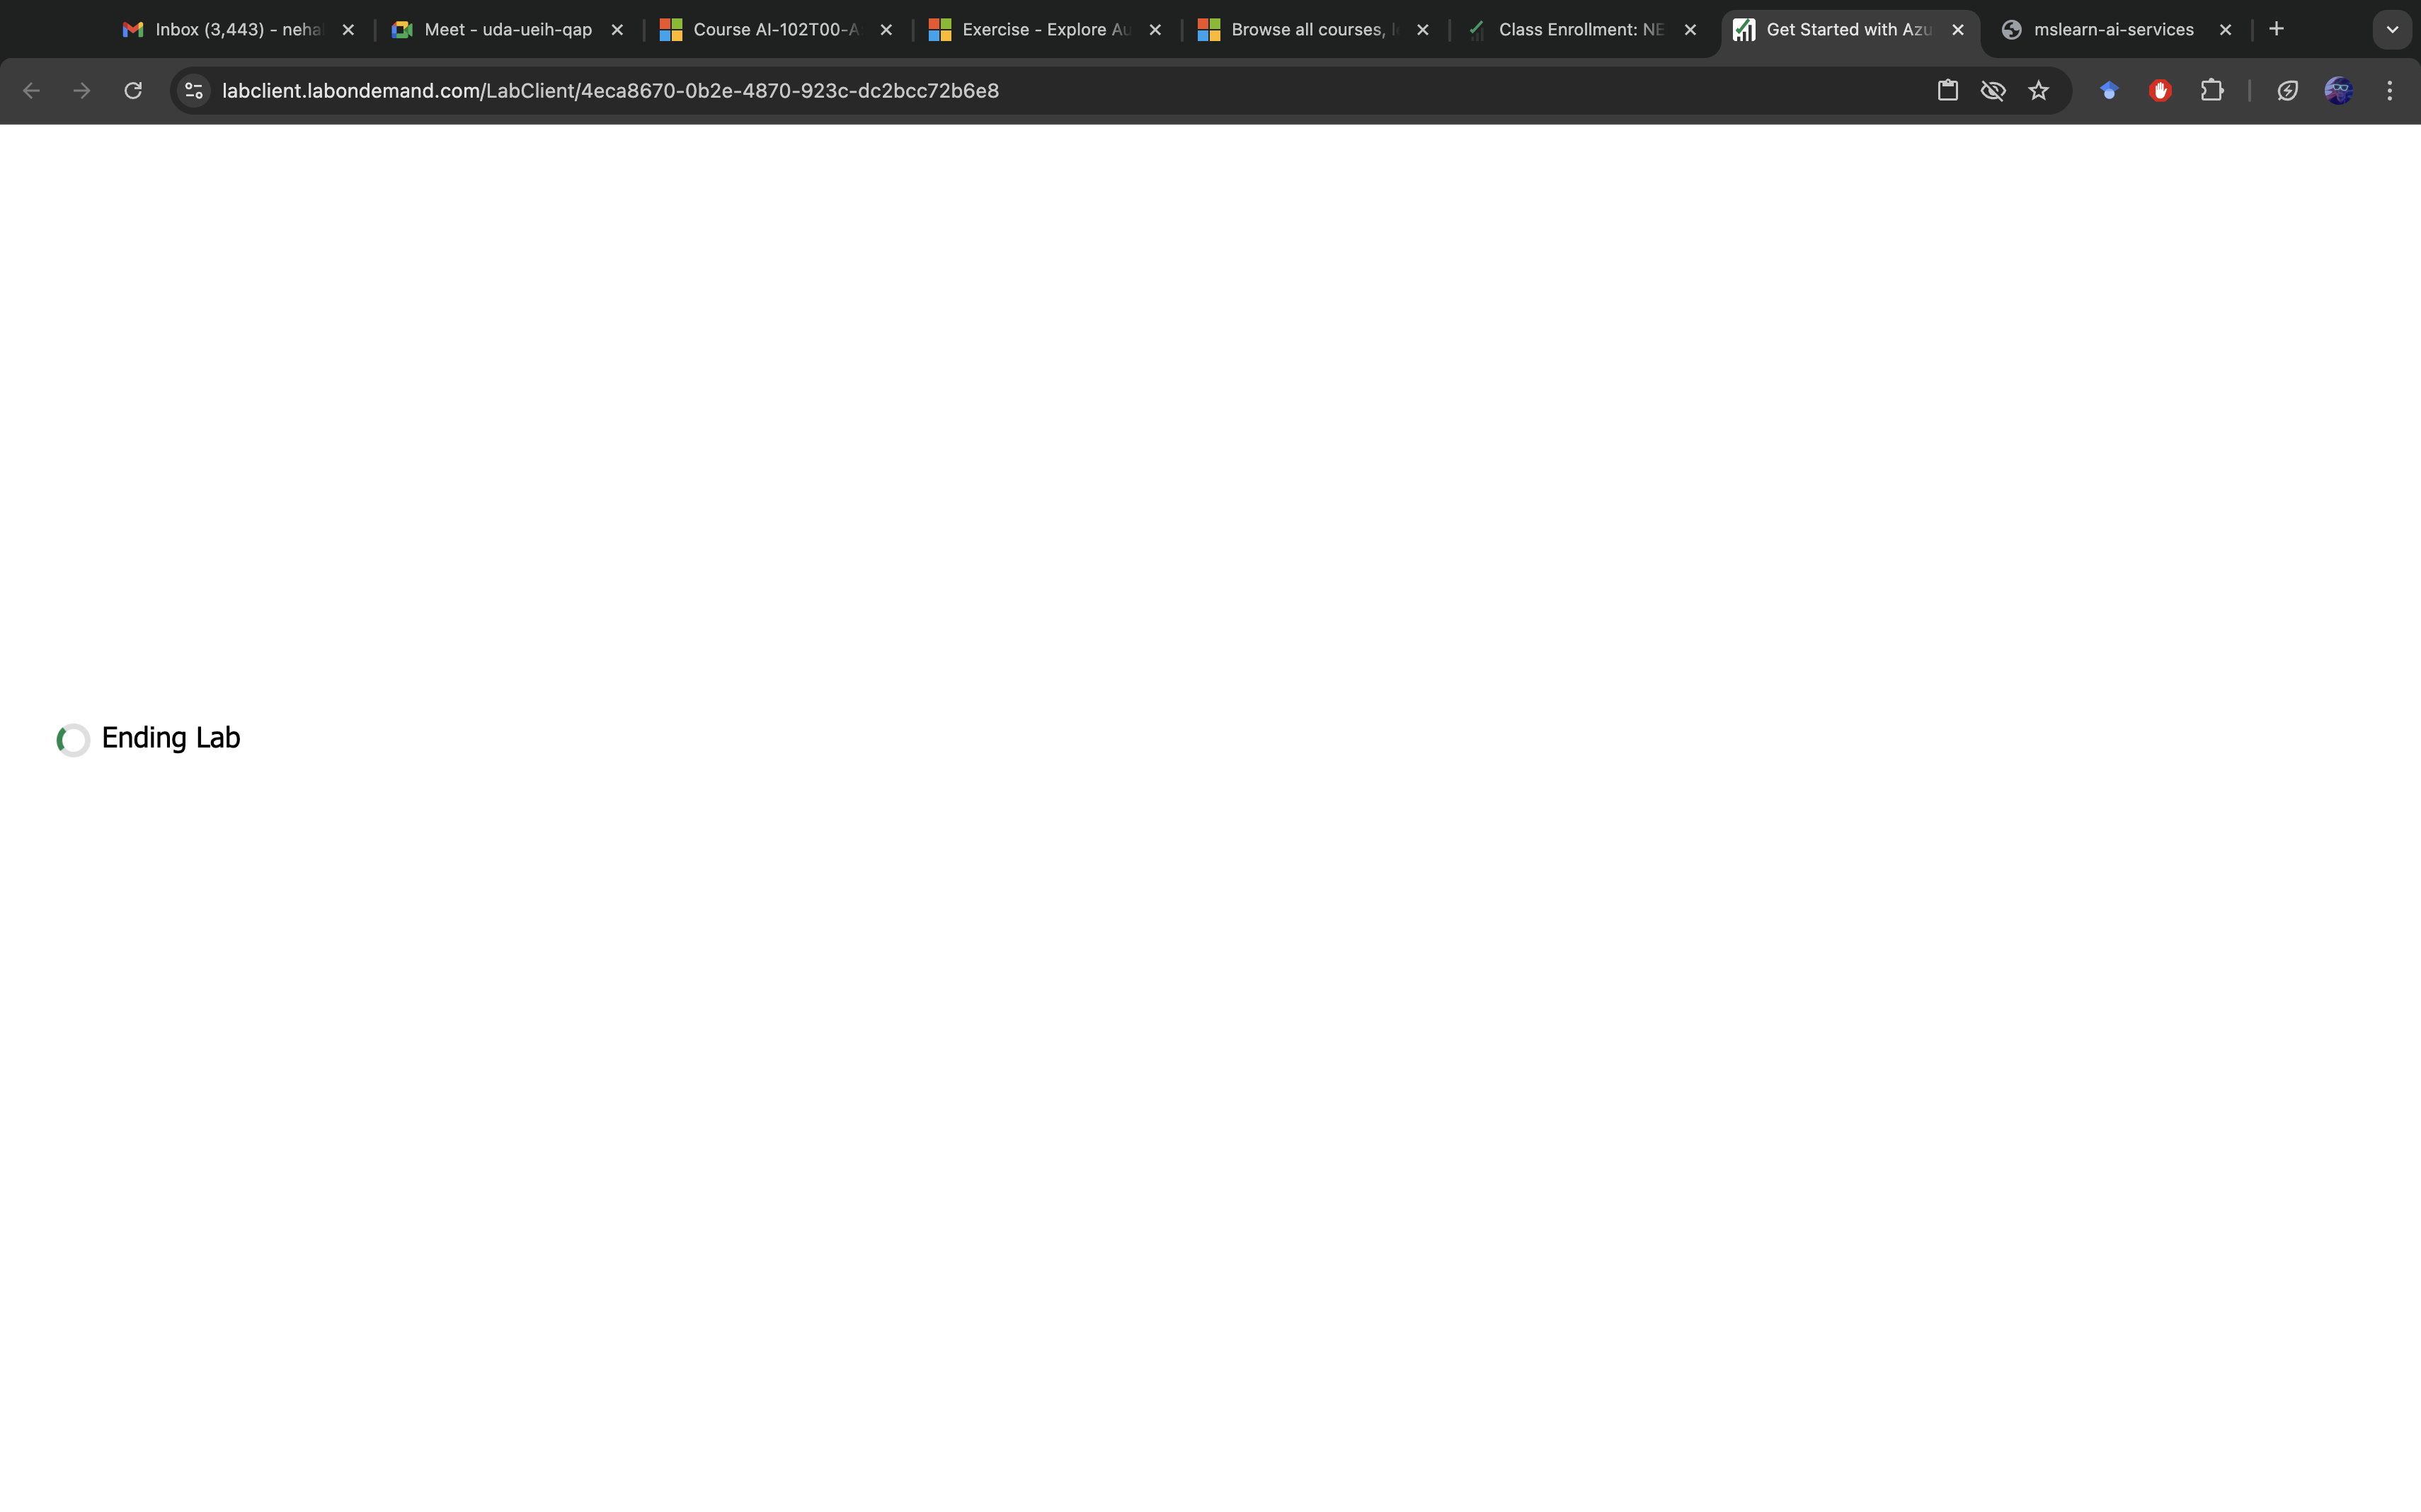 Inbox (3,443) - neha
Meet - uda-ueih-qap
Course AI-102T00-A
Exercise - Explore Au
Browse all courses, l
Class Enrollment: NE
Get Started with Azu
mslearn-ai-services
labclient.labondemand.com/LabClient/4eca8670-0b2e-4870-923c-dc2bcc72b6e8
Ending Lab